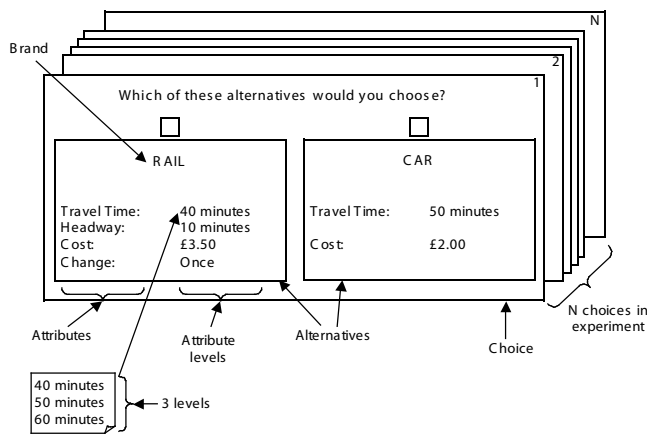 N
Brand
2
1
Which of these alternatives would you choose?
RAIL
Travel Time: 40 minutes
Headway: 10 minutes
Cost: £3.50
Change: Once
CAR
Travel Time: 50 minutes
Cost: £2.00
N choices in
experiment
Attributes
Attribute
levels
Alternatives
Choice
40 minutes
50 minutes
60 minutes
3 levels